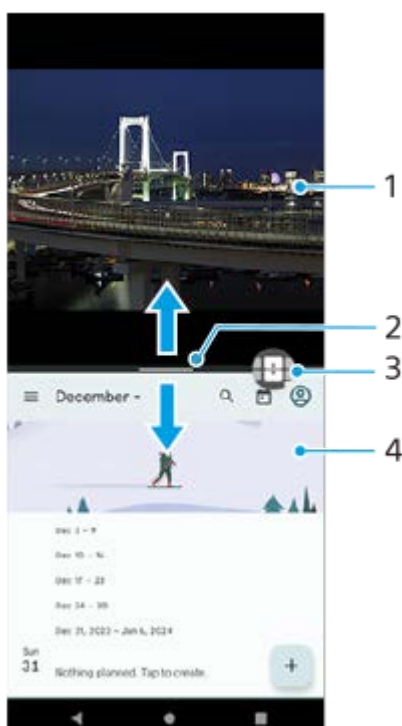 1
2
3
December
4
Dec 3 – 9
Dec 10 – 16
Dec 17 – 23
Dec 24 – 30
Dec 31, 2023 – Jan 6, 2024
Sun
31 Nothing planned. Tap to create.
+